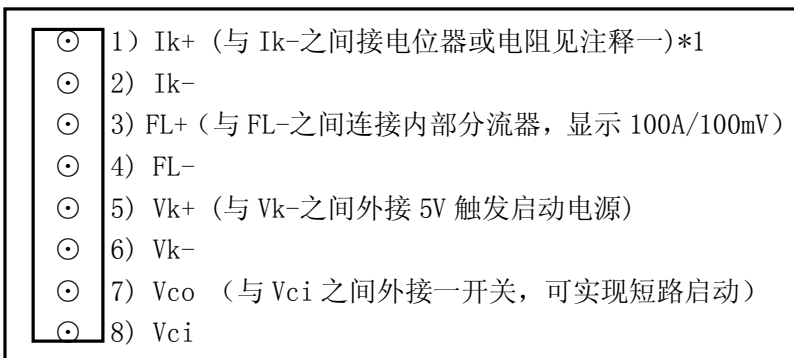 ⊙ 1) Ik+ (与 Ik-之间接电位器或电阻见注释一)*1
⊙ 2) Ik-
⊙ 3) FL+（与 FL-之间连接内部分流器，显示 100A/100mV）
⊙ 4) FL-
⊙ 5) Vk+ (与 Vk-之间外接 5V 触发启动电源)
⊙ 6) Vk-
⊙ 7) Vco （与 Vci 之间外接一开关，可实现短路启动）
⊙ 8) Vci